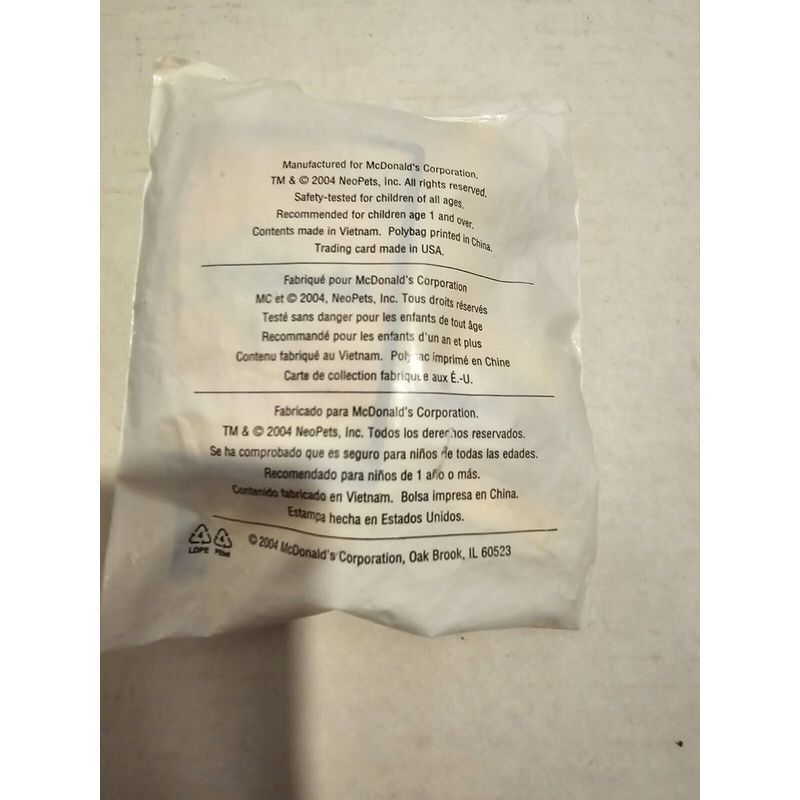 Manufactured for McDonald's Corporation.
TM & © 2004 NeoPets, Inc. All rights reserved.
Safety-tested for children of all ages.
Recommended for children age 1 and over.
Contents made in Vietnam. Polybag printed in China.
Trading card made in USA.
Fabriqué pour McDonald's Corporation
MC et © 2004, NeoPets, Inc. Tous droits réservés
Testé sans danger pour les enfants de tout âge
Recommandé pour les enfants d'un an et plus
Contenu fabriqué au Vietnam. Polysac imprimé en Chine
Carte de collection fabriquée aux É.-U.
Fabricado para McDonald's Corporation.
TM & © 2004 NeoPets, Inc. Todos los derechos reservados.
Se ha comprobado que es seguro para niños de todas las edades.
Recomendado para niños de 1 año o más.
Contenido fabricado en Vietnam. Bolsa impresa en China.
Estampa hecha en Estados Unidos.
4 4
LDPE
© 2004 McDonald's Corporation, Oak Brook, IL 60523